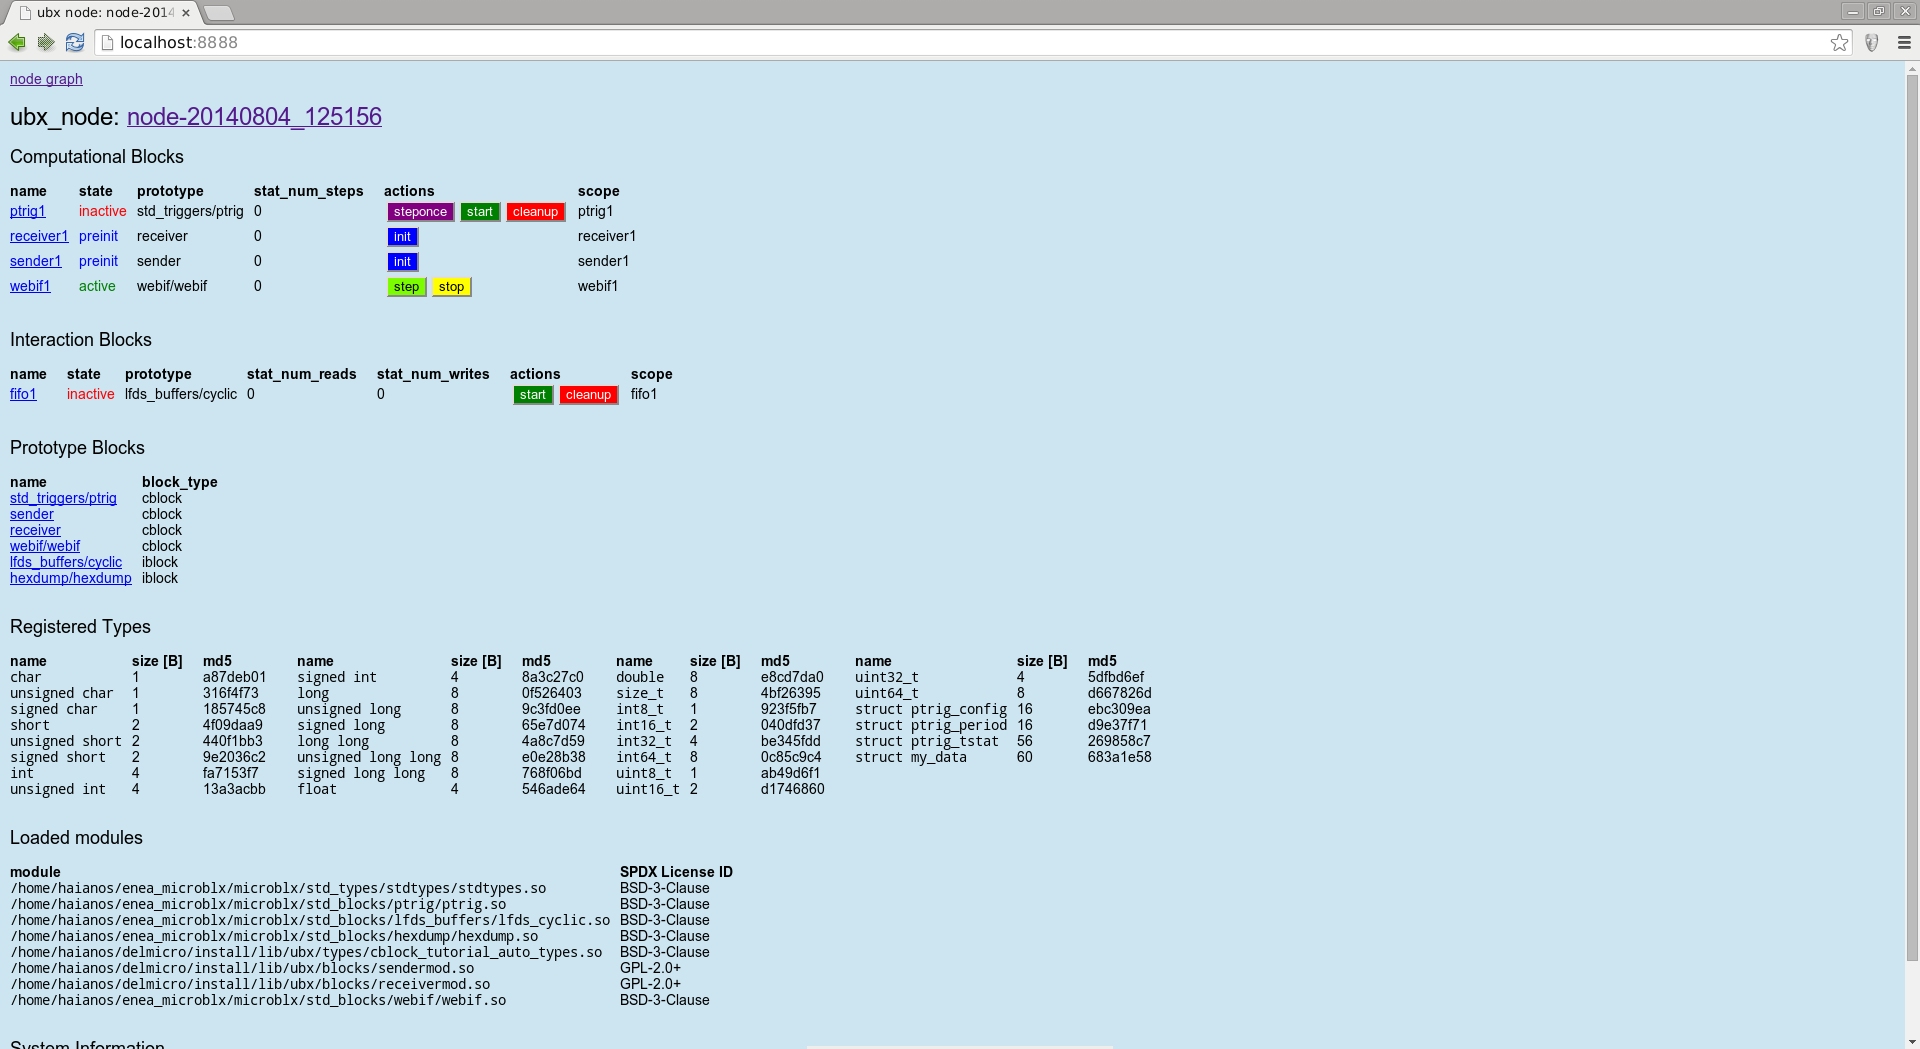 ubx node: node-2014
localhost:8888
node graph
ubx_node: node-20140804_125156
Computational Blocks
name state prototype stat_num_steps actions scope
ptrig1 inactive std_triggers/ptrig 0 steponce start cleanup ptrig1
receiver1 preinit receiver 0 init receiver1
sender1 preinit sender 0 init sender1
webif1 active webif/webif 0 step stop webif1
Interaction Blocks
name state prototype stat_num_reads stat_num_writes actions scope
fifo1 inactive lfds_buffers/cyclic 0 0 start cleanup fifo1
Prototype Blocks
name block_type
std_triggers/ptrig cblock
sender cblock
receiver cblock
webif/webif cblock
lfds_buffers/cyclic iblock
hexdump/hexdump iblock
Registered Types
name size [B] md5 name size [B] md5 name size [B] md5 name size [B] md5
char 1 a87deb01 signed int 4 8a3c27c0 double 8 e8cd7da0 uint32_t 4 5dfbd6ef
unsigned char 1 316f4f73 long 8 0f526403 size_t 8 4bf26395 uint64_t 8 d667826d
signed char 1 185745c8 unsigned long 8 9c3fd0ee int8_t 1 923f5fb7 struct ptrig_config 16 ebc309ea
short 2 4f09daa9 signed long 8 65e7d074 int16_t 2 040dfd37 struct ptrig_period 16 d9e37f71
unsigned short 2 440f1bb3 long long 8 4a8c7d59 int32_t 4 be345fdd struct ptrig_tstat 56 269858c7
signed short 2 9e2036c2 unsigned long long 8 e0e28b38 int64_t 8 0c85c9c4 struct my_data 60 683a1e58
int 4 fa7153f7 signed long long 8 768f06bd uint8_t 1 ab49d6f1
unsigned int 4 13a3acbb float 4 546ade64 uint16_t 2 d1746860
Loaded modules
module SPDX License ID
/home/haianos/enea_microblx/microblx/std_types/stdtypes/stdtypes.so BSD-3-Clause
/home/haianos/enea_microblx/microblx/std_blocks/ptrig/ptrig.so BSD-3-Clause
/home/haianos/enea_microblx/microblx/std_blocks/lfds_buffers/lfds_cyclic.so BSD-3-Clause
/home/haianos/enea_microblx/microblx/std_blocks/hexdump/hexdump.so BSD-3-Clause
/home/haianos/delmicro/install/lib/ubx/types/cblock_tutorial_auto_types.so BSD-3-Clause
/home/haianos/delmicro/install/lib/ubx/blocks/sendermod.so GPL-2.0+
/home/haianos/delmicro/install/lib/ubx/blocks/receivermod.so GPL-2.0+
/home/haianos/enea_microblx/microblx/std_blocks/webif/webif.so BSD-3-Clause
System Information